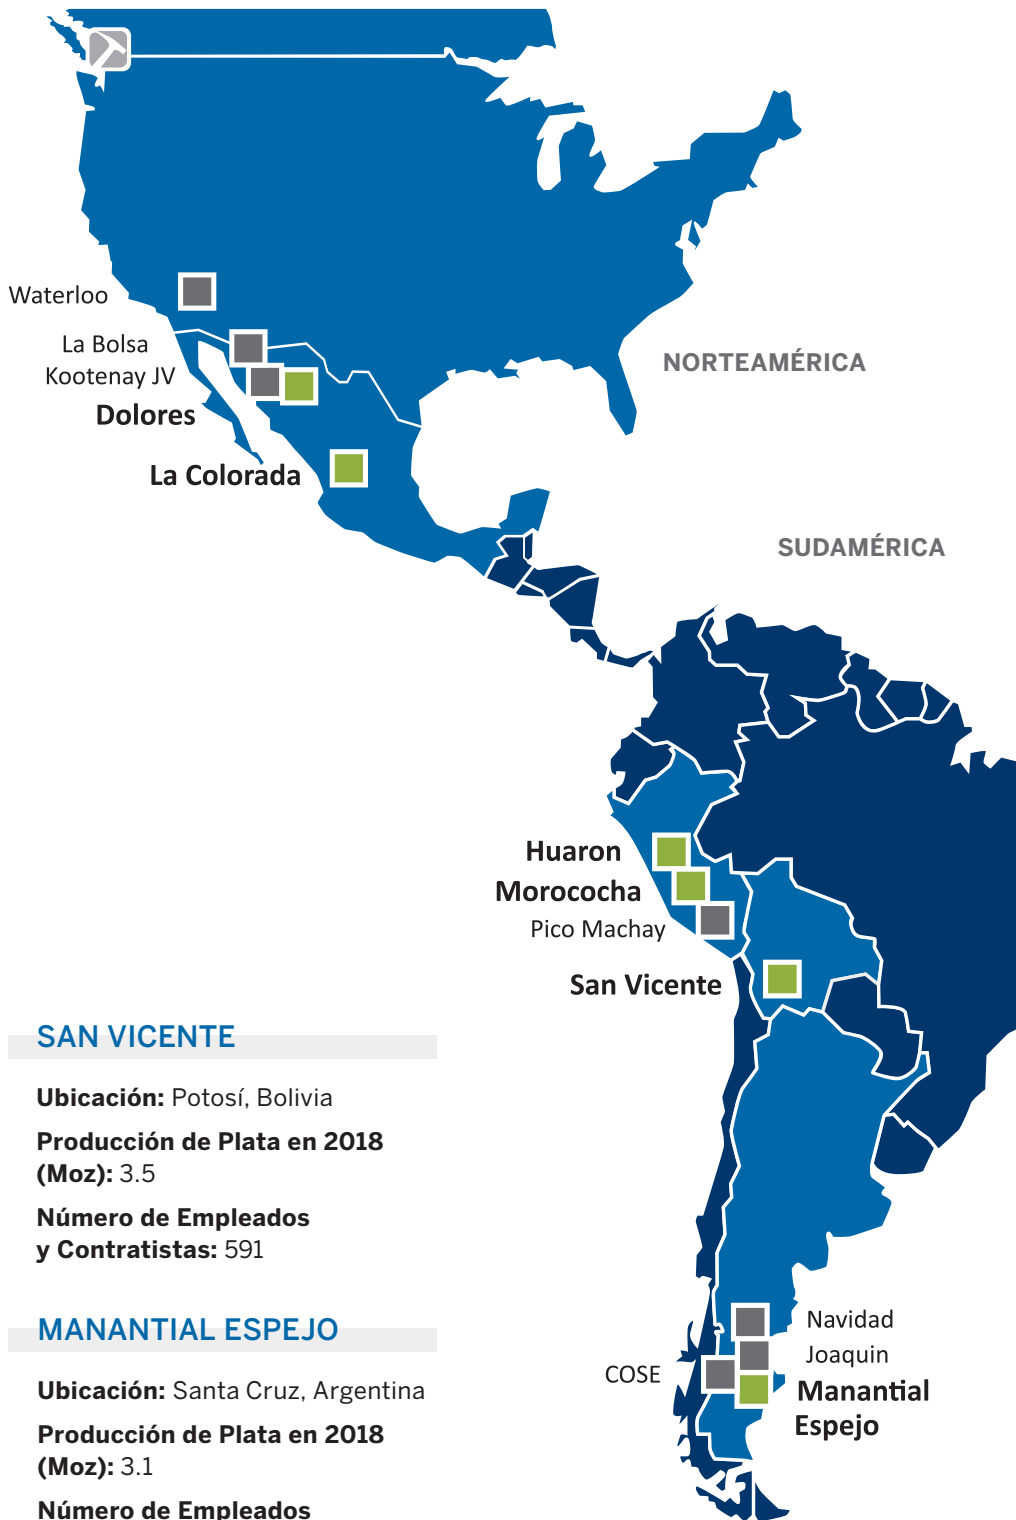 Waterloo
La Bolsa
Kootenay JV
Dolores
La Colorada
NORTEAMÉRICA
SUDAMÉRICA
Huaron
Morococha
Pico Machay
San Vicente
SAN VICENTE
Ubicación: Potosí, Bolivia
Producción de Plata en 2018
(Moz): 3.5
Número de Empleados
y Contratistas: 591
MANANTIAL ESPEJO
Ubicación: Santa Cruz, Argentina
Producción de Plata en 2018
(Moz): 3.1
Número de Empleados
Navidad
Joaquin
COSE
Manantial
Espejo